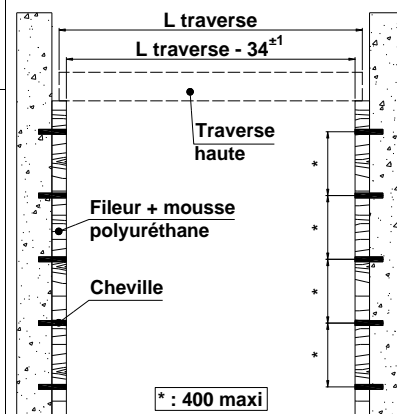 L traverse
L traverse - 34±1
Traverse
haute
*
*
Fileur + mousse
polyuréthane
*
Cheville
*
* : 400 maxi